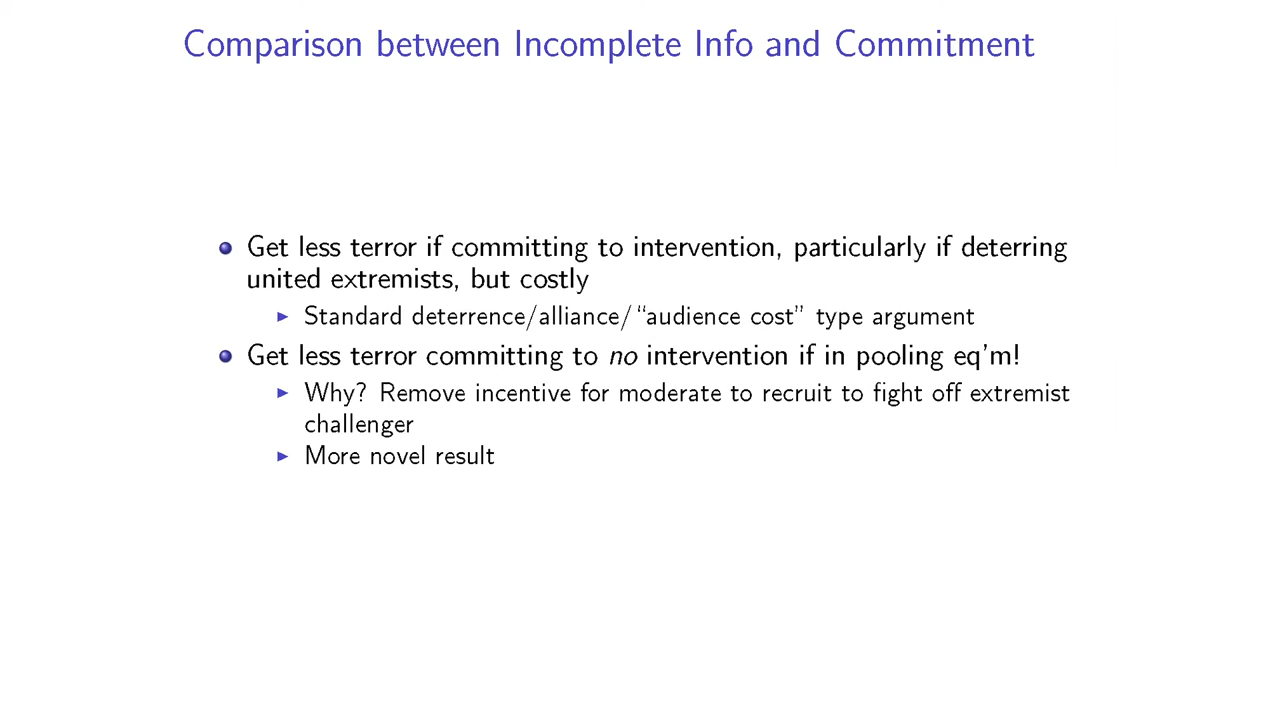 Comparison between Incomplete Info and Commitment
Get less terror if committing to intervention, particularly if deterring
united extremists, but costly
Standard deterrence/alliance/“audience cost” type argument
Get less terror committing to no intervention if in pooling eq’m!
Why? Remove incentive for moderate to recruit to fight off extremist
challenger
More novel result